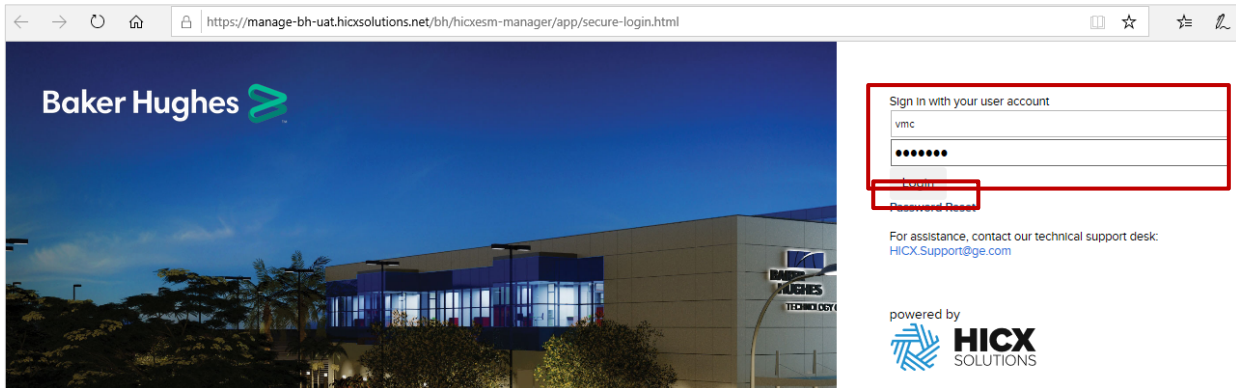 https://manage-bh-uat.hicxsolutions.net/bh/hicxesm-manager/app/secure-login.html
Baker Hughes
Sign in with your user account
vmc
•••••••
Login
Password Reset
For assistance, contact our technical support desk:
HICX.Support@ge.com
BAKER
HUGHES
powered by
HICX
SOLUTIONS